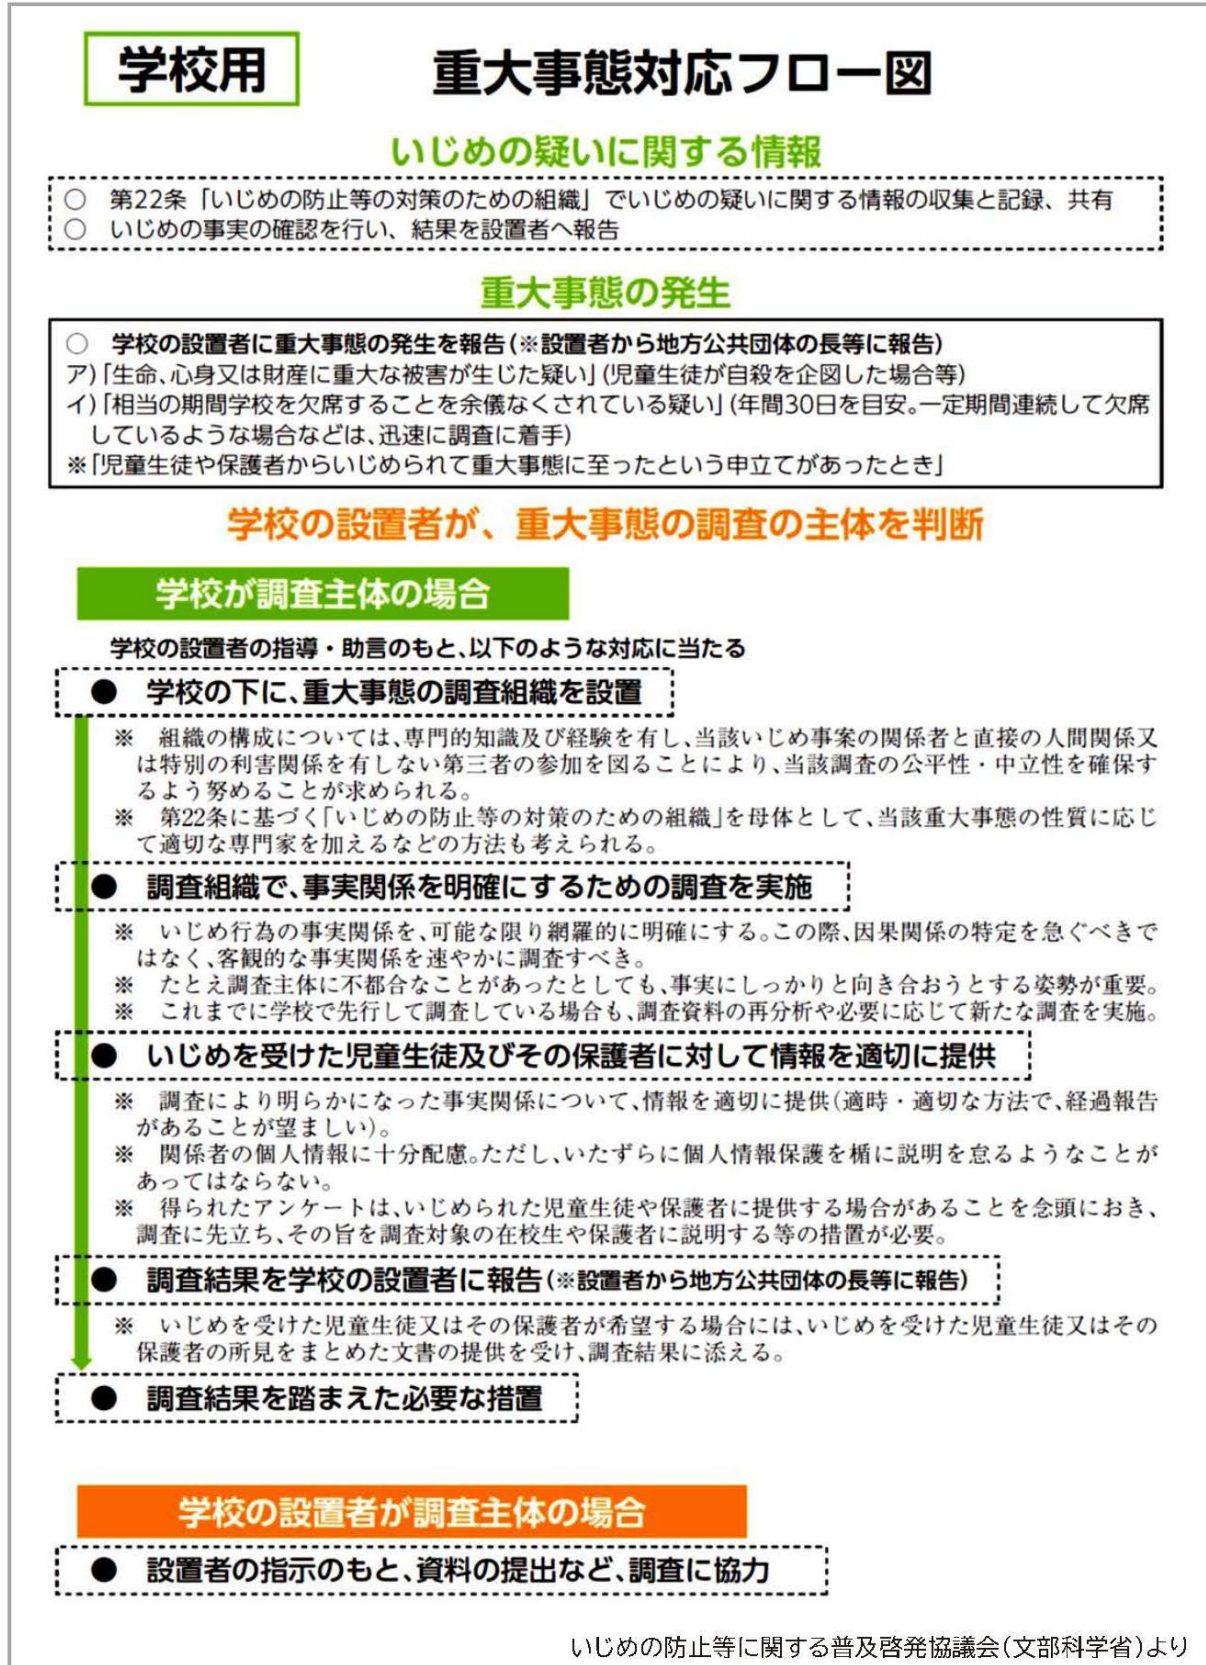 学校用
重大事態対応フロー図
いじめの疑いに関する情報
○ 第22条「いじめの防止等の対策のための組織」でいじめの疑いに関する情報の収集と記録、共有
○ いじめの事実の確認を行い、結果を設置者へ報告
重大事態の発生
○ 学校の設置者に重大事態の発生を報告(※設置者から地方公共団体の長等に報告)
ア)「生命、心身又は財産に重大な被害が生じた疑い」(児童生徒が自殺を企図した場合等)
イ)「相当の期間学校を欠席することを余儀なくされている疑い」(年間30日を目安。一定期間連続して欠席
しているような場合などは、迅速に調査に着手)
※「児童生徒や保護者からいじめられて重大事態に至ったという申立てがあったとき」
学校の設置者が、重大事態の調査の主体を判断
学校が調査主体の場合
学校の設置者の指導・助言のもと、以下のような対応に当たる
● 学校の下に、重大事態の調査組織を設置
※ 組織の構成については、専門的知識及び経験を有し、当該いじめ事案の関係者と直接の人間関係又
は特別の利害関係を有しない第三者の参加を図ることにより、当該調査の公平性・中立性を確保す
るよう努めることが求められる。
※ 第22条に基づく「いじめの防止等の対策のための組織」を母体として、当該重大事態の性質に応じ
て適切な専門家を加えるなどの方法も考えられる。
● 調査組織で、事実関係を明確にするための調査を実施
※ いじめ行為の事実関係を、可能な限り網羅的に明確にする。この際、因果関係の特定を急ぐべきで
はなく、客観的な事実関係を速やかに調査すべき。
※ たとえ調査主体に不都合なことがあったとしても、事実にしっかりと向き合おうとする姿勢が重要。
※ これまでに学校で先行して調査している場合も、調査資料の再分析や必要に応じて新たな調査を実施。
● いじめを受けた児童生徒及びその保護者に対して情報を適切に提供
※ 調査により明らかになった事実関係について、情報を適切に提供(適時・適切な方法で、経過報告
があることが望ましい)。
※ 関係者の個人情報に十分配慮。ただし、いたずらに個人情報保護を楯に説明を怠るようなことが
あってはならない。
※ 得られたアンケートは、いじめられた児童生徒や保護者に提供する場合があることを念頭におき、
調査に先立ち、その旨を調査対象の在校生や保護者に説明する等の措置が必要。
● 調査結果を学校の設置者に報告(※設置者から地方公共団体の長等に報告)
※ いじめを受けた児童生徒又はその保護者が希望する場合には、いじめを受けた児童生徒又はその
保護者の所見をまとめた文書の提供を受け、調査結果に添える。
● 調査結果を踏まえた必要な措置
学校の設置者が調査主体の場合
● 設置者の指示のもと、資料の提出など、調査に協力
いじめの防止等に関する普及啓発協議会(文部科学省)より